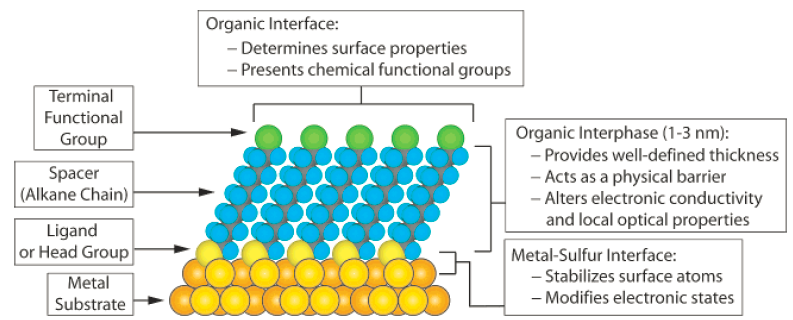 Organic Interface:
– Determines surface properties
– Presents chemical functional groups
Terminal
Functional
Group
Spacer
(Alkane Chain)
Ligand
or Head Group
Metal
Substrate
Organic Interphase (1-3 nm):
– Provides well-defined thickness
– Acts as a physical barrier
– Alters electronic conductivity
and local optical properties
Metal-Sulfur Interface:
– Stabilizes surface atoms
– Modifies electronic states